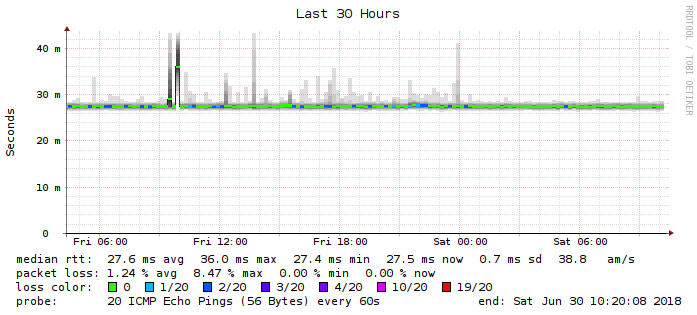 Last 30 Hours
RRDTOOL / TOBI OETIKER
Seconds
40 m
30 m
20 m
10 m
0
Fri 06:00 Fri 12:00 Fri 18:00 Sat 00:00 Sat 06:00
median rtt: 27.6 ms avg 36.0 ms max 27.4 ms min 27.5 ms now 0.7 ms sd 38.8 am/s
packet loss: 1.24 % avg 8.47 % max 0.00 % min 0.00 % now
loss color: 0 1/20 2/20 3/20 4/20 10/20 19/20
probe: 20 ICMP Echo Pings (56 Bytes) every 60s end: Sat Jun 30 10:20:08 2018